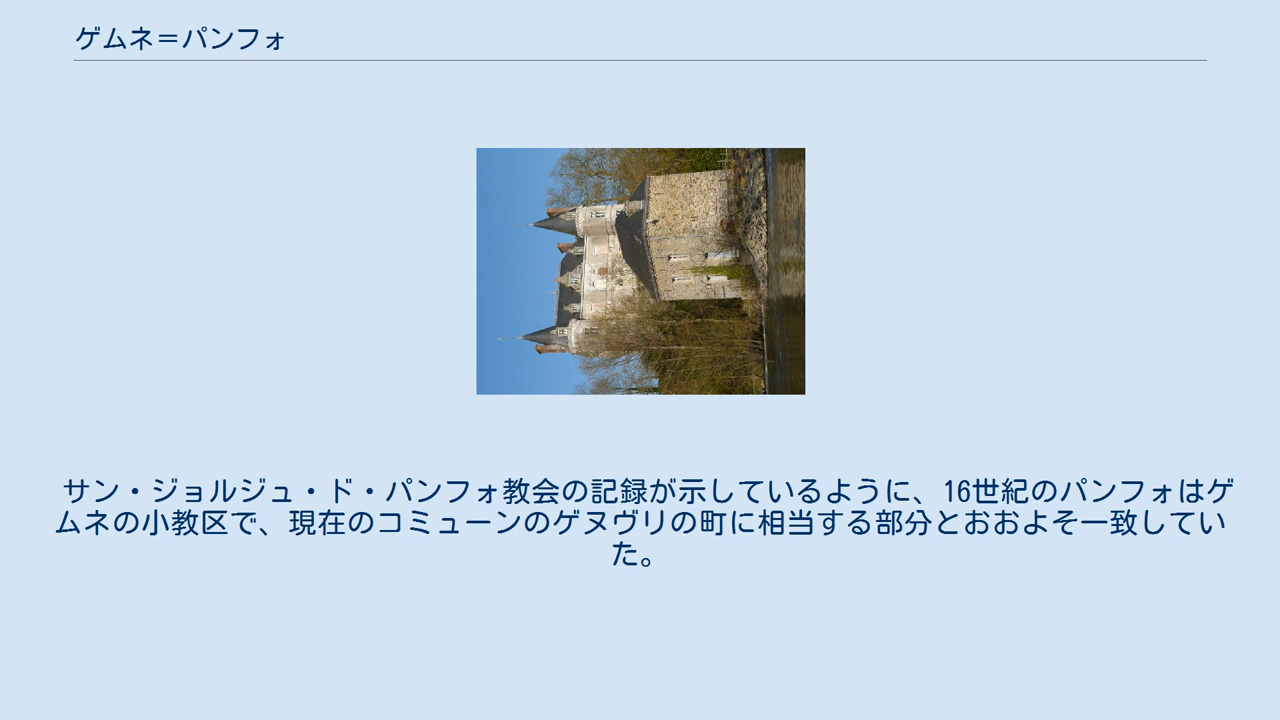 ゲムネ＝パンフォ
サン・ジョルジュ・ド・パンフォ教会の記録が示しているように、16世紀のパンフォはゲ
ムネの小教区で、現在のコミューンのゲヌヴリの町に相当する部分とおおよそ一致してい
た。